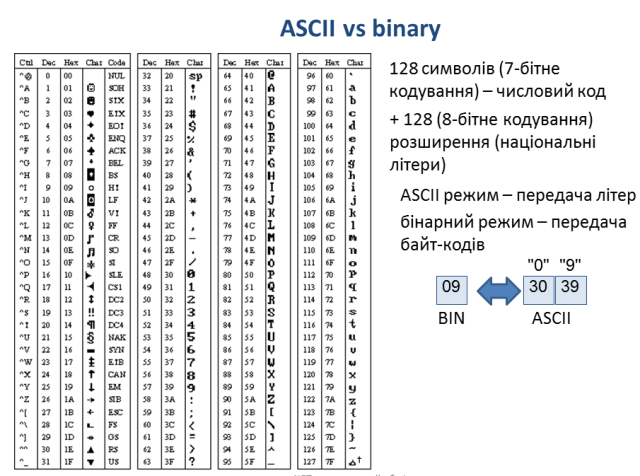 ASCII vs binary
Ctrl Dec Hex Char Code Dec Hex Char Dec Hex Char Dec Hex Char
^@ 0 00 NUL 32 20 sp 64 40 @ 96 60 `
^A 1 01 ☺ SOH 33 21 ! 65 41 A 97 61 a
^B 2 02 ☻ STX 34 22 " 66 42 B 98 62 b
^C 3 03 ♥ ETX 35 23 # 67 43 C 99 63 c
^D 4 04 ♦ EOT 36 24 $ 68 44 D 100 64 d
^E 5 05 ♣ ENQ 37 25 % 69 45 E 101 65 e
^F 6 06 ♠ ACK 38 26 & 70 46 F 102 66 f
^G 7 07 • BEL 39 27 ' 71 47 G 103 67 g
^H 8 08 ◘ BS 40 28 ( 72 48 H 104 68 h
^I 9 09 ○ HT 41 29 ) 73 49 I 105 69 i
^J 10 0A ◙ LF 42 2A * 74 4A J 106 6A j
^K 11 0B ♂ VT 43 2B + 75 4B K 107 6B k
^L 12 0C ♀ FF 44 2C , 76 4C L 108 6C l
^M 13 0D ♪ CR 45 2D – 77 4D M 109 6D m
^N 14 0E ♫ SO 46 2E . 78 4E N 110 6E n
^O 15 0F ☼ SI 47 2F / 79 4F O 111 6F o
^P 16 10 ► SLE 48 30 0 80 50 P 112 70 p
^Q 17 11 ◄ CS1 49 31 1 81 51 Q 113 71 q
^R 18 12 ↕ DC2 50 32 2 82 52 R 114 72 r
^S 19 13 ‼ DC3 51 33 3 83 53 S 115 73 s
^T 20 14 ¶ DC4 52 34 4 84 54 T 116 74 t
^U 21 15 § NAK 53 35 5 85 55 U 117 75 u
^V 22 16 ▬ SYN 54 36 6 86 56 V 118 76 v
^W 23 17 ↨ ETB 55 37 7 87 57 W 119 77 w
^X 24 18 ↑ CAN 56 38 8 88 58 X 120 78 x
^Y 25 19 ↓ EM 57 39 9 89 59 Y 121 79 y
^Z 26 1A → SIB 58 3A : 90 5A Z 122 7A z
^[ 27 1B ← ESC 59 3B ; 91 5B [ 123 7B {
^\ 28 1C ∟ FS 60 3C < 92 5C \ 124 7C |
^] 29 1D ↔ GS 61 3D = 93 5D ] 125 7D }
^^ 30 1E ▲ RS 62 3E > 94 5E ^ 126 7E ~
^_ 31 1F ▼ US 63 3F ? 95 5F _ 127 7F ⌂†
128 символів (7-бітне
кодування) – числовий код
+ 128 (8-бітне кодування)
розширення (національні
літери)
ASCII режим – передача літер
бінарний режим – передача
байт-кодів
"0" "9"
09 30 39
BIN ASCII